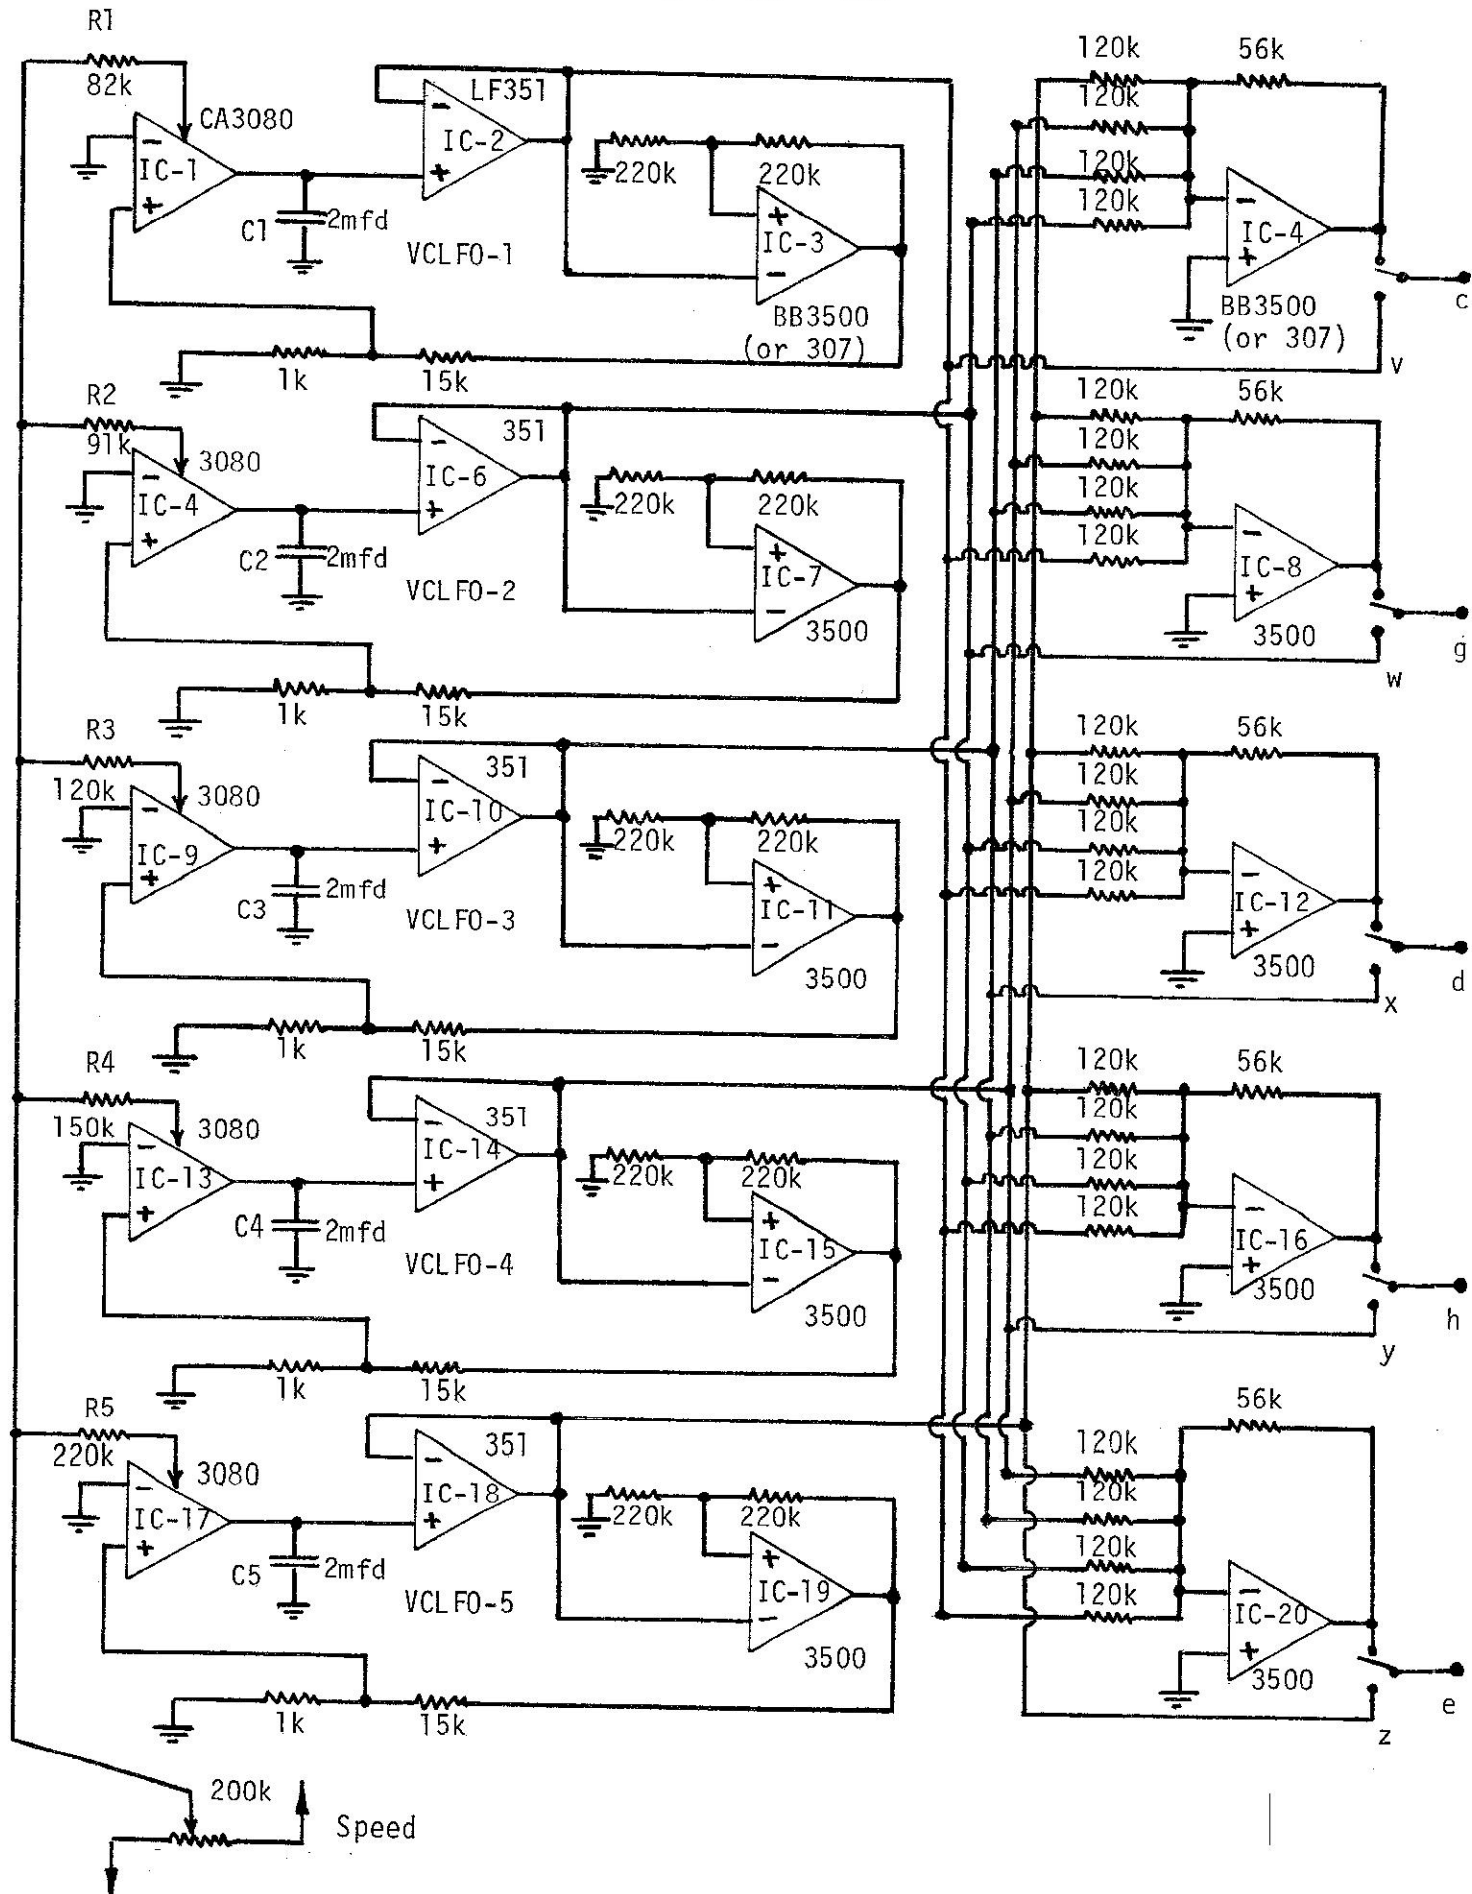 R1
82k
CA3080
- IC-1 +
C1
2mfd
LF351
- IC-2 +
VCLFO-1
220k
220k
+ IC-3 -
BB3500
(or 307)
1k
15k
120k
120k
120k
120k
56k
- IC-4 +
BB3500
(or 307)
c
v
R2
91k
3080
- IC-4 +
C2
2mfd
351
- IC-6 +
VCLFO-2
220k
220k
+ IC-7 -
3500
1k
15k
120k
120k
120k
120k
56k
- IC-8 +
3500
g
w
R3
120k
3080
- IC-9 +
C3
2mfd
351
- IC-10 +
VCLFO-3
220k
220k
+ IC-11 -
3500
1k
15k
120k
120k
120k
120k
56k
- IC-12 +
3500
d
x
R4
150k
3080
- IC-13 +
C4
2mfd
351
- IC-14 +
VCLFO-4
220k
220k
+ IC-15 -
3500
1k
15k
120k
120k
120k
120k
56k
- IC-16 +
3500
h
y
R5
220k
3080
- IC-17 +
C5
2mfd
351
- IC-18 +
VCLFO-5
220k
220k
+ IC-19 -
3500
1k
15k
120k
120k
120k
120k
56k
- IC-20 +
3500
e
z
200k
Speed